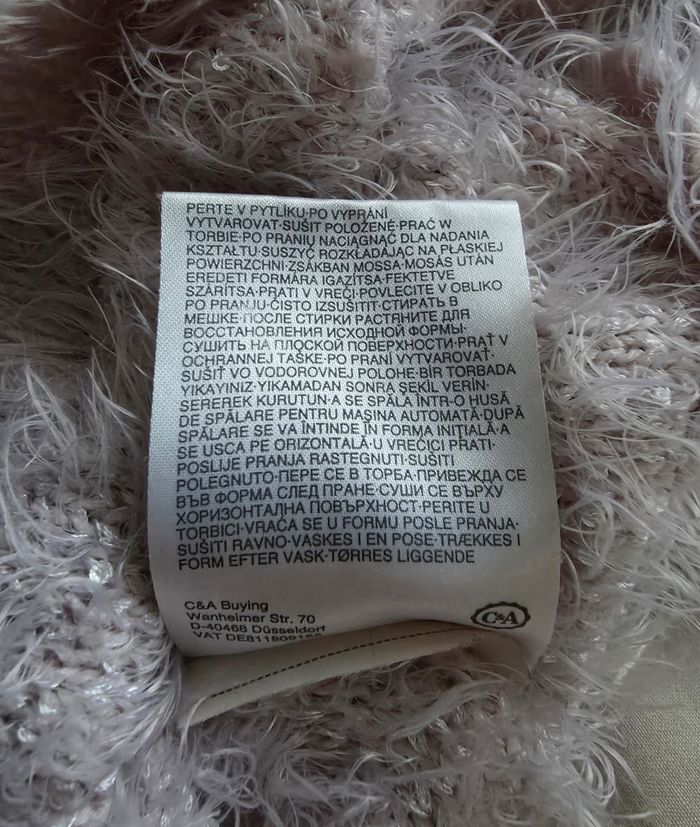 PERTE V PYTLÍKU·PO VYPRÁNÍ
VYTVAROVAT·SUŠIT POLOŽENÉ·PRAĆ W
TORBIE·PO PRANIU NACIĄGNĄĆ DLA NADANIA
KSZTAŁTU·SUSZYĆ ROZKŁADAJĄC NA PŁASKIEJ
POWIERZCHNI·ZSÁKBAN MOSSA·MOSÁS UTÁN
EREDETI FORMÁRA IGAZÍTSA·FEKTETVE
SZÁRÍTSA·PRATI V VREČI·POVLECITE V OBLIKO
PO PRANJU·ČISTO IZSUŠITIT·СТИРАТЬ В
МЕШКЕ·ПОСЛЕ СТИРКИ РАСТЯНИТЕ ДЛЯ
ВОССТАНОВЛЕНИЯ ИСХОДНОЙ ФОРМЫ·
СУШИТЬ НА ПЛОСКОЙ ПОВЕРХНОСТИ·PRAŤ V
OCHRANNEJ TAŠKE·PO PRANÍ VYTVAROVAŤ·
SUŠIŤ VO VODOROVNEJ POLOHE·BİR TORBADA
YIKAYINIZ·YIKAMADAN SONRA ŞEKİL VERİN·
SEREREK KURUTUN·A SE SPĂLA ÎNTR-O HUSĂ
DE SPĂLARE PENTRU MAŞINA AUTOMATĂ·DUPĂ
SPĂLARE SE VA ÎNTINDE ÎN FORMA INIŢIALĂ·A
SE USCA PE ORIZONTALĂ·U VREĆICI PRATI·
POSLIJE PRANJA RASTEGNUTI·SUŠITI
POLEGNUTO·ПЕРЕ СЕ В ТОРБА·ПРИВЕЖДА СЕ
ВЪВ ФОРМА СЛЕД ПРАНЕ·СУШИ СЕ ВЪРХУ
ХОРИЗОНТАЛНА ПОВЪРХНОСТ·PERITE U
TORBICI·VRAĆA SE U FORMU POSLE PRANJA·
SUŠITI RAVNO·VASKES I EN POSE·TRÆKKES I
FORM EFTER VASK·TØRRES LIGGENDE
C&A Buying
Wanheimer Str. 70
D-40468 Düsseldorf
VAT
C&A